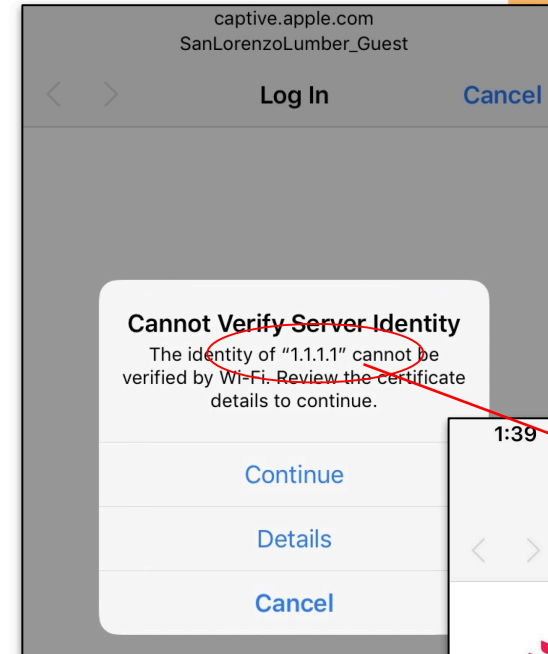 captive.apple.com
SanLorenzoLumber_Guest
Log In
Cancel
Cannot Verify Server Identity
The identity of “1.1.1.1” cannot be
verified by Wi-Fi. Review the certificate
details to continue.
Continue
Details
Cancel
1:39